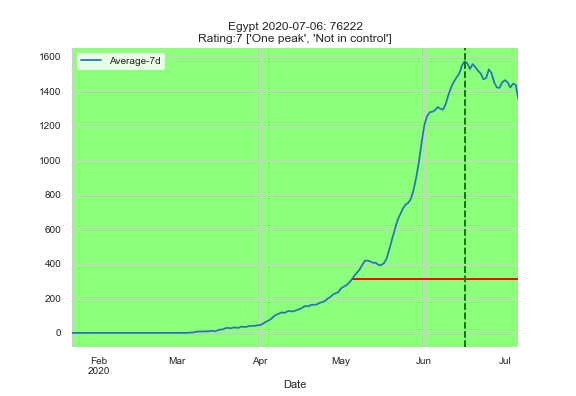 Egypt 2020-07-06: 76222
Rating:7 ['One peak', 'Not in control']
Average-7d
1600
1400
1200
1000
800
600
400
200
0
Feb
2020
Mar
Apr
May
Jun
Jul
Date